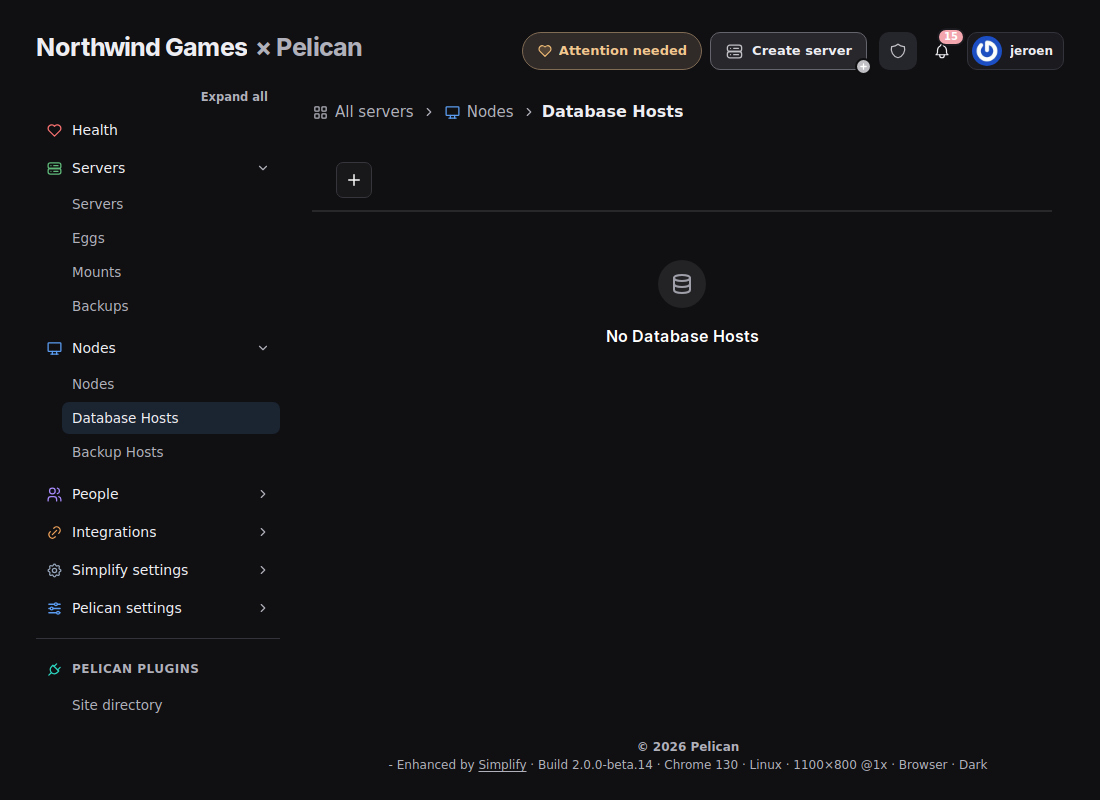 Northwind Games × Pelican
Attention needed
Create server
15
jeroen
Expand all
Health
Servers
Servers
Eggs
Mounts
Backups
Nodes
Nodes
Database Hosts
Backup Hosts
People
Integrations
Simplify settings
Pelican settings
PELICAN PLUGINS
Site directory
All servers
Nodes
Database Hosts
No Database Hosts
© 2026 Pelican
- Enhanced by Simplify · Build 2.0.0-beta.14 · Chrome 130 · Linux · 1100×800 @1x · Browser · Dark